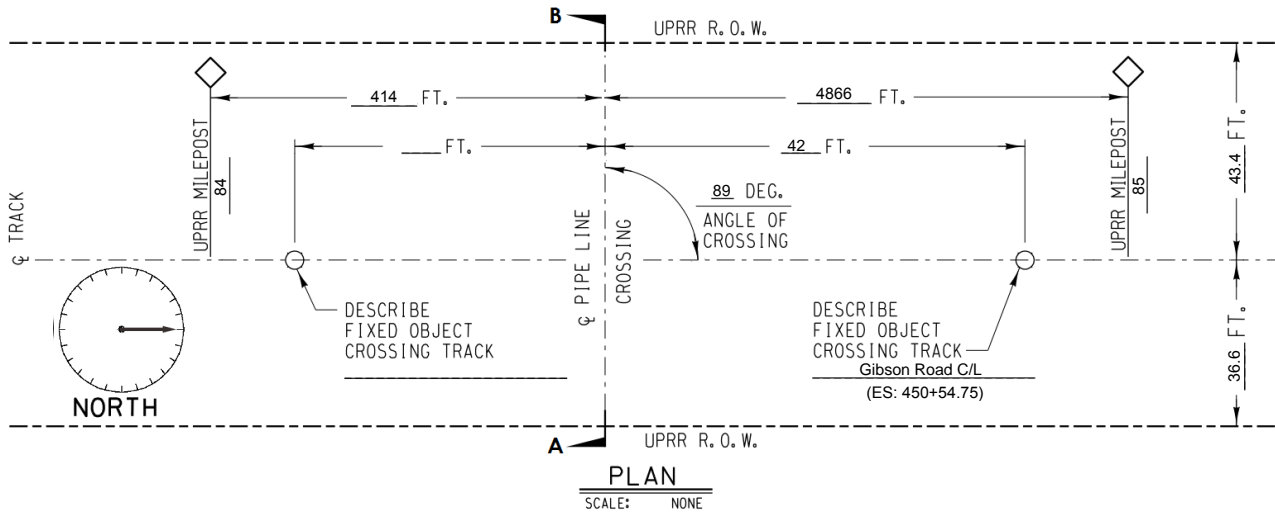 B
UPRR R.O.W.
414 FT.
4866 FT.
FT.
42 FT.
UPRR MILEPOST
84
89 DEG.
ANGLE OF
CROSSING
UPRR MILEPOST
85
43.4 FT.
℄ TRACK
℄ PIPE LINE
CROSSING
DESCRIBE
FIXED OBJECT
CROSSING TRACK
DESCRIBE
FIXED OBJECT
CROSSING TRACK
Gibson Road C/L
(ES: 450+54.75)
36.6 FT.
NORTH
A
UPRR R.O.W.
PLAN
SCALE: NONE